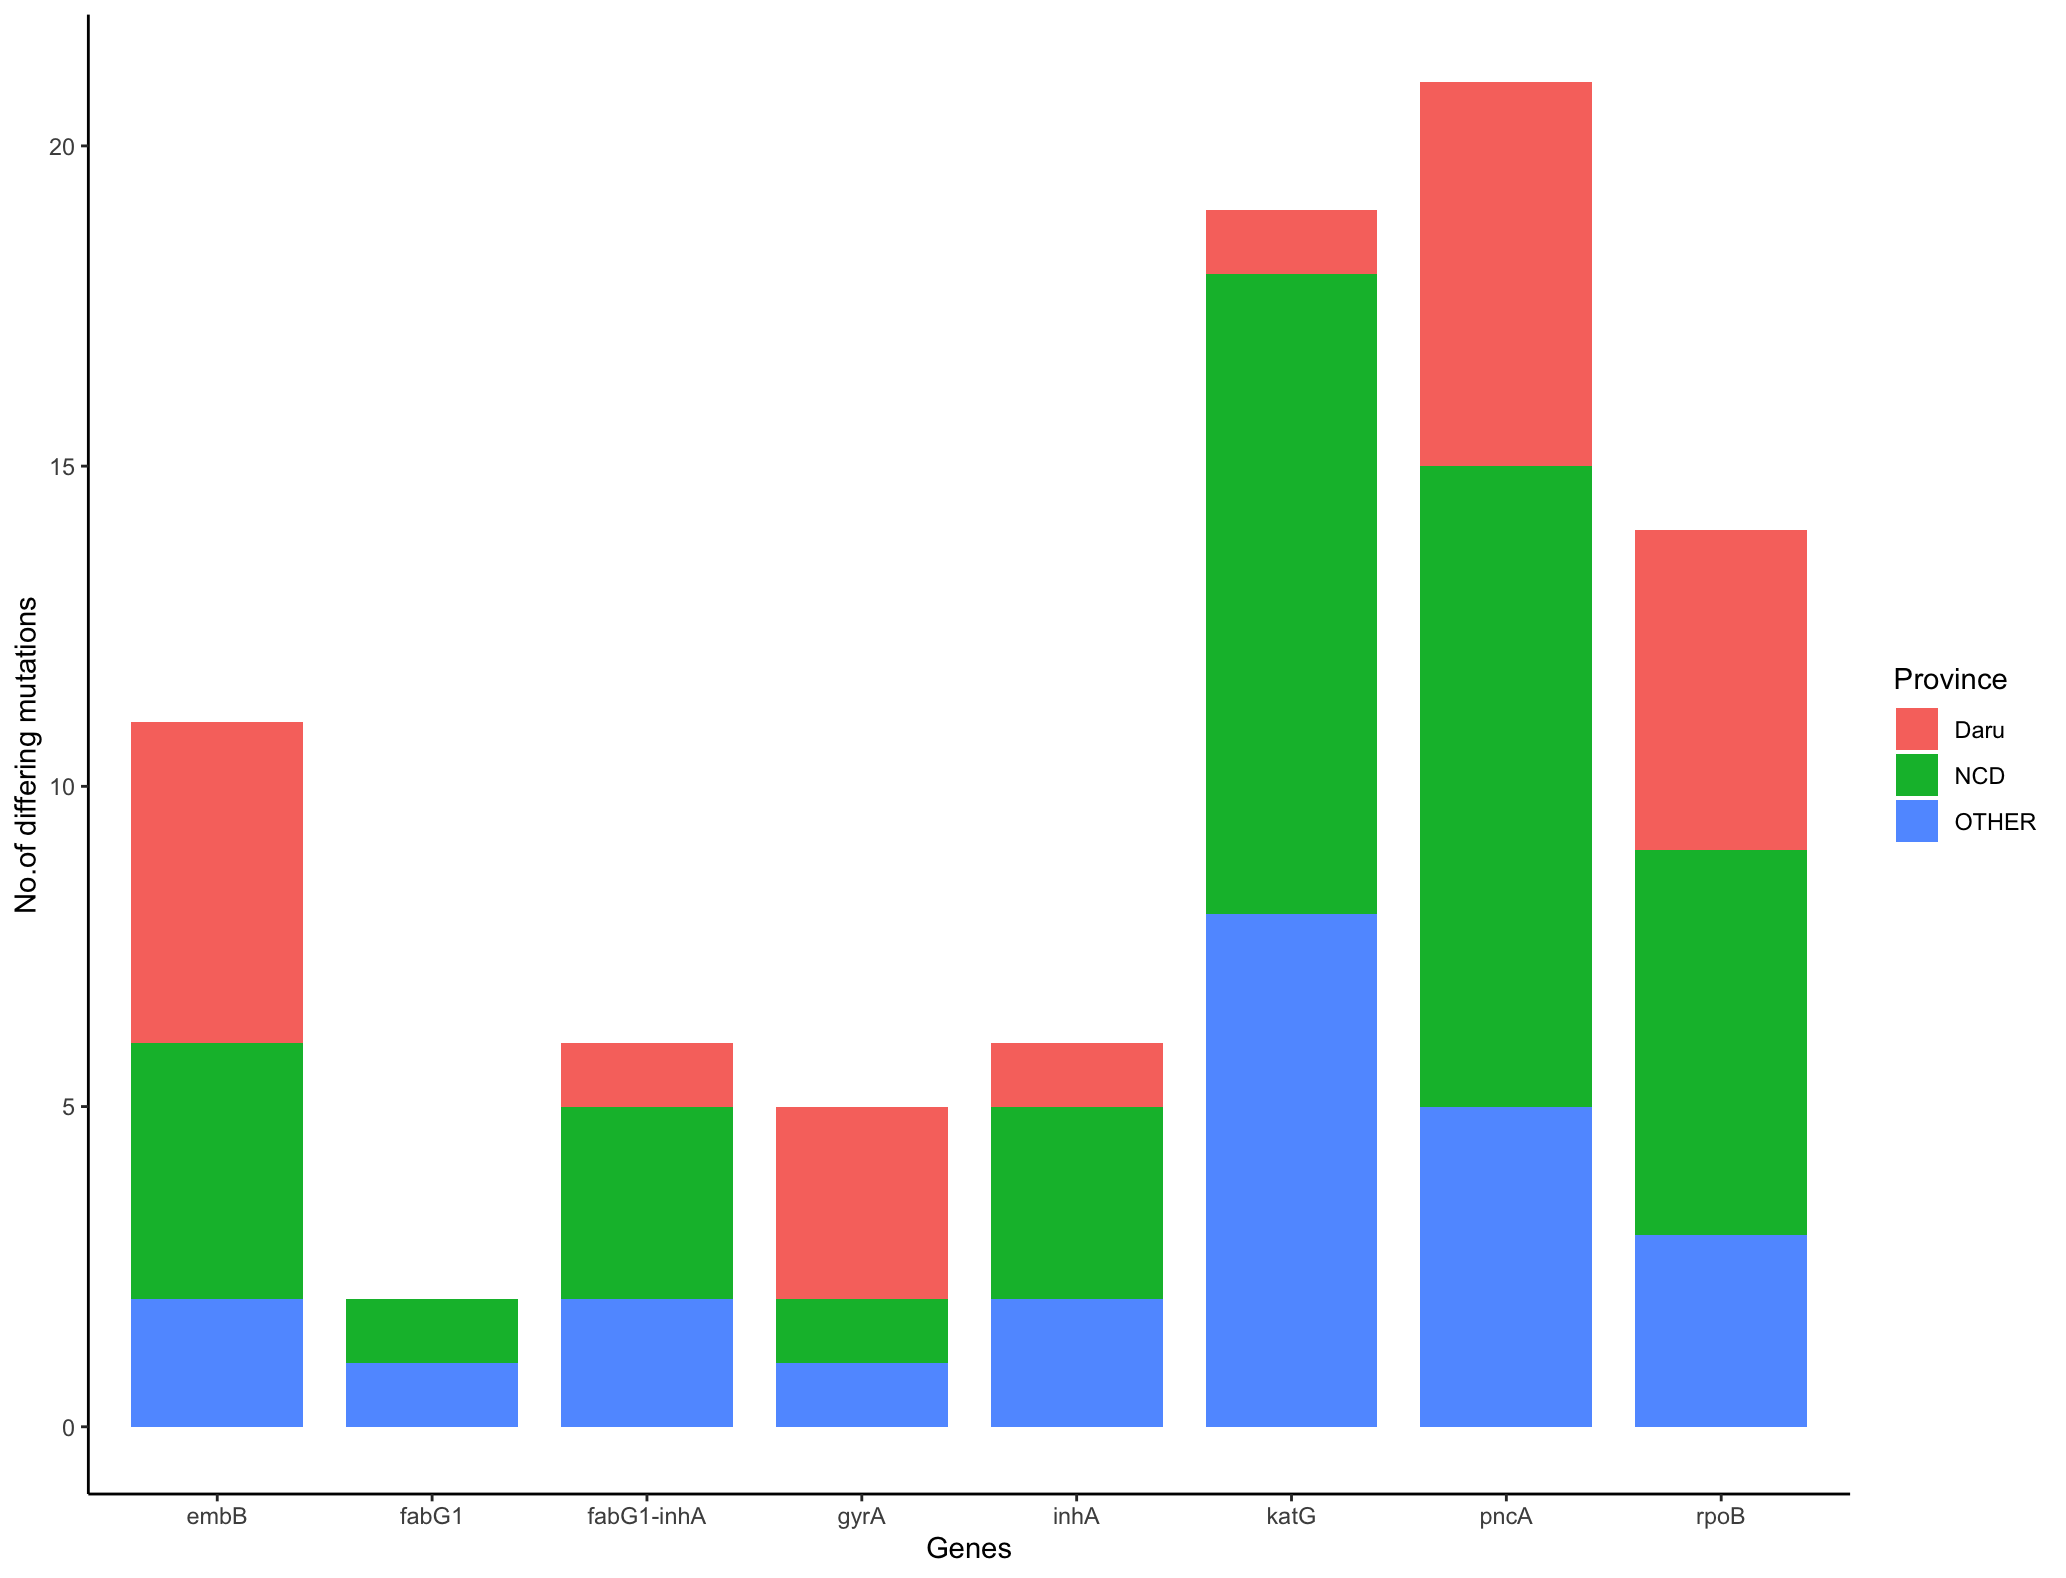 No.of differing mutations
20
15
10
5
0
embB fabG1 fabG1-inhA gyrA inhA katG pncA rpoB
Genes
Province
Daru
NCD
OTHER